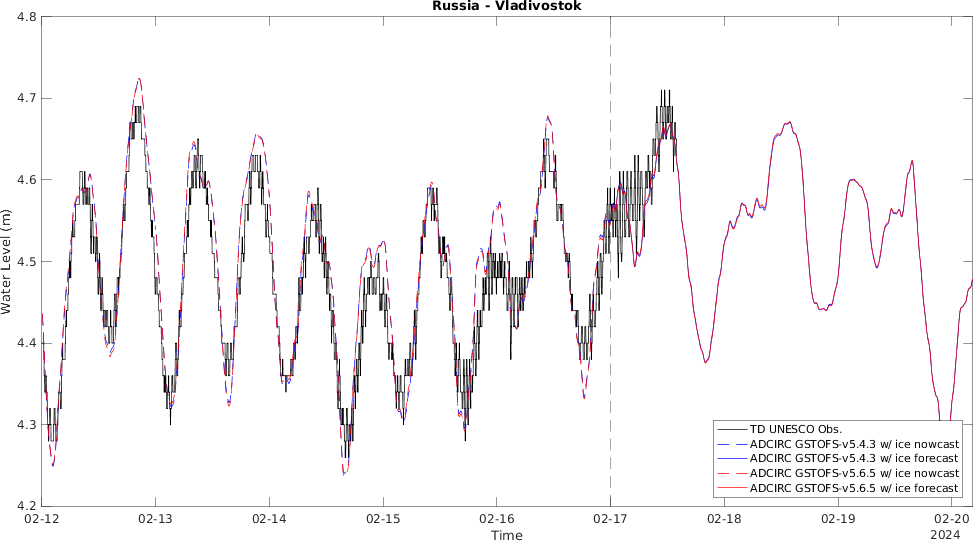 Russia - Vladivostok
Water Level (m)
4.8
4.7
4.6
4.5
4.4
4.3
4.2
TD UNESCO Obs.
ADCIRC GSTOFS-v5.4.3 w/ ice nowcast
ADCIRC GSTOFS-v5.4.3 w/ ice forecast
ADCIRC GSTOFS-v5.6.5 w/ ice nowcast
ADCIRC GSTOFS-v5.6.5 w/ ice forecast
02-12 02-13 02-14 02-15 02-16 02-17 02-18 02-19 02-20
Time
2024